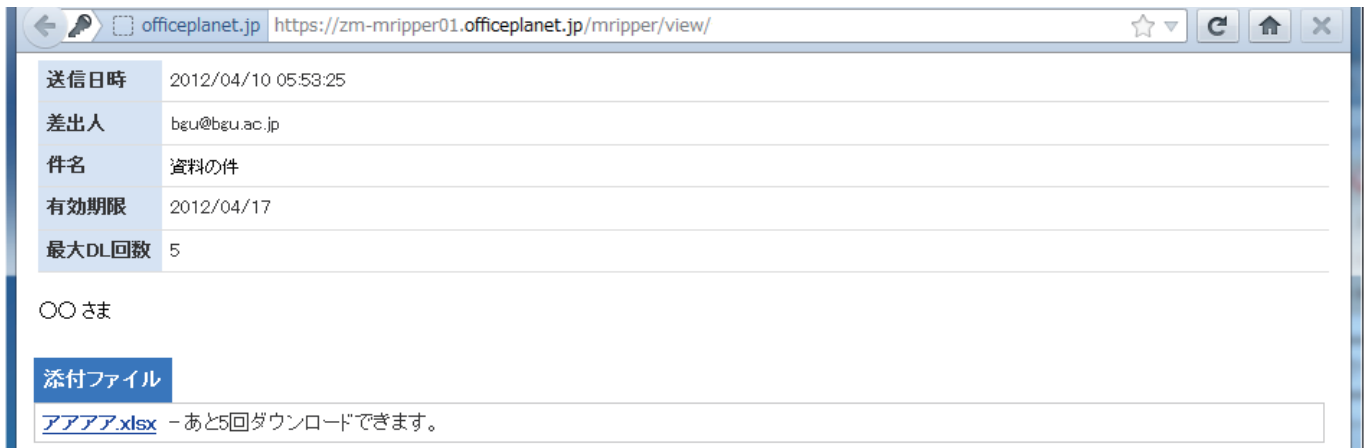 officeplanet.jp https://zm-mripper01.officeplanet.jp/mripper/view/
送信日時 2012/04/10 05:53:25
差出人 bgu@bgu.ac.jp
件名 資料の件
有効期限 2012/04/17
最大DL回数 5
〇〇 さま
添付ファイル
アアアア.xlsx －あと5回ダウンロードできます。